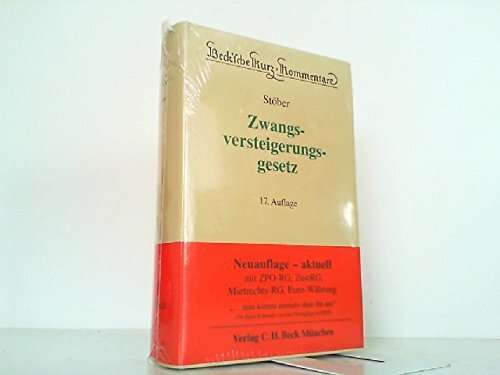 Beck'sche Kurz-Kommentare
Stöber
Zwangs-
versteigerungs-
gesetz
17. Auflage
Neuauflage – aktuell
mit ZPO-RG, ZustRG,
Mietrechts-RG, Euro-Währung
Verlag C. H. Beck München